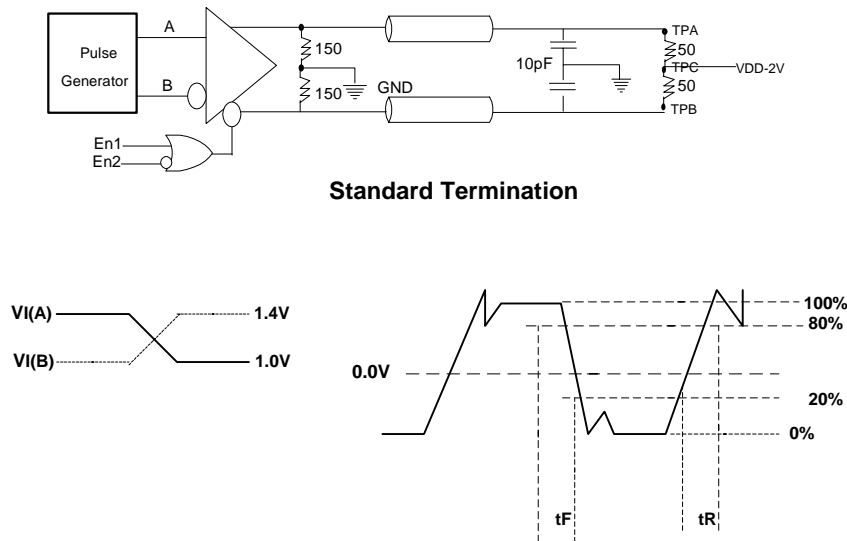 A
TPA
Pulse
Generator
150
50
10pF
TPC
VDD-2V
B
150
GND
50
TPB
En1
En2
Standard Termination
VI(A)
1.4V
VI(B)
1.0V
100%
80%
0.0V
20%
0%
tF
tR